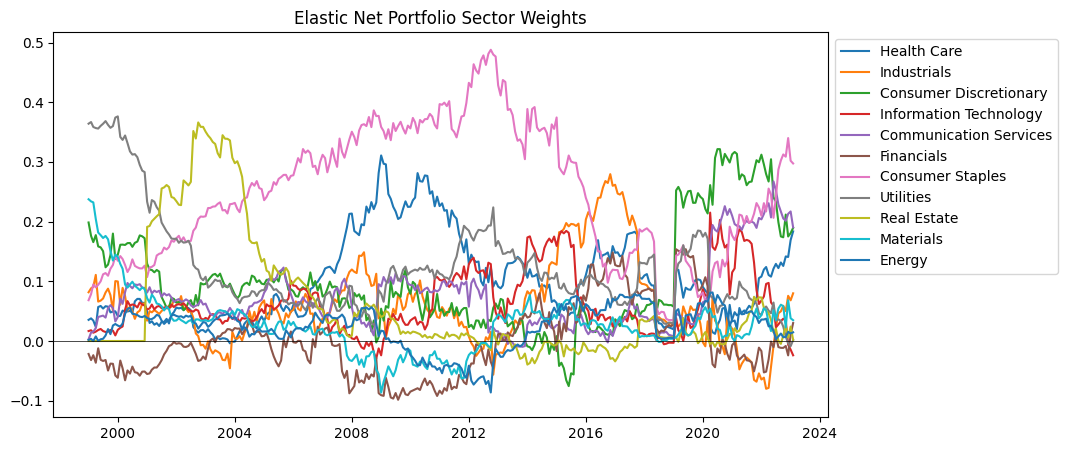 Elastic Net Portfolio Sector Weights
0.5
0.4
0.3
0.2
0.1
0.0
−0.1
2000
2004
2008
2012
2016
2020
2024
Health Care
Industrials
Consumer Discretionary
Information Technology
Communication Services
Financials
Consumer Staples
Utilities
Real Estate
Materials
Energy